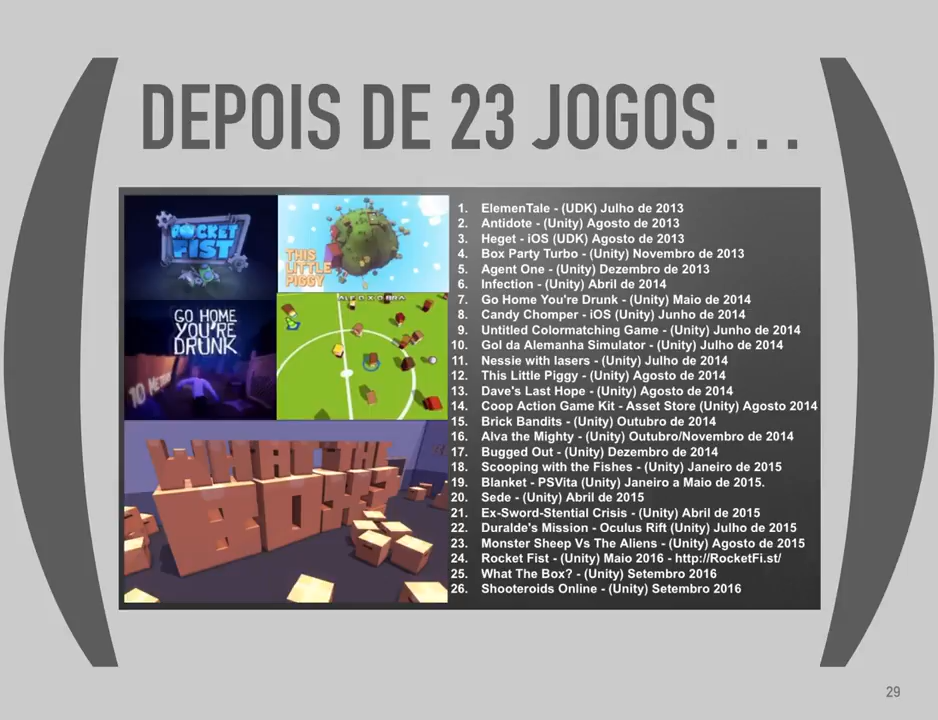 DEPOIS DE 23 JOGOS...
ROCKET
FIST
THIS
LITTLE
PIGGY
GO HOME
YOU'RE
DRUNK
10 METERS
WHAT THE
BOX?
1. ElemenTale - (UDK) Julho de 2013
2. Antidote - (Unity) Agosto de 2013
3. Heget - iOS (UDK) Agosto de 2013
4. Box Party Turbo - (Unity) Novembro de 2013
5. Agent One - (Unity) Dezembro de 2013
6. Infection - (Unity) Abril de 2014
7. Go Home You're Drunk - (Unity) Maio de 2014
8. Candy Chomper - iOS (Unity) Junho de 2014
9. Untitled Colormatching Game - (Unity) Junho de 2014
10. Gol da Alemanha Simulator - (Unity) Julho de 2014
11. Nessie with lasers - (Unity) Julho de 2014
12. This Little Piggy - (Unity) Agosto de 2014
13. Dave's Last Hope - (Unity) Agosto de 2014
14. Coop Action Game Kit - Asset Store (Unity) Agosto 2014
15. Brick Bandits - (Unity) Outubro de 2014
16. Alva the Mighty - (Unity) Outubro/Novembro de 2014
17. Bugged Out - (Unity) Dezembro de 2014
18. Scooping with the Fishes - (Unity) Janeiro de 2015
19. Blanket - PSVita (Unity) Janeiro a Maio de 2015.
20. Sede - (Unity) Abril de 2015
21. Ex-Sword-Stential Crisis - (Unity) Abril de 2015
22. Duralde's Mission - Oculus Rift (Unity) Julho de 2015
23. Monster Sheep Vs The Aliens - (Unity) Agosto de 2015
24. Rocket Fist - (Unity) Maio 2016 - http://RocketFi.st/
25. What The Box? - (Unity) Setembro 2016
26. Shooteroids Online - (Unity) Setembro 2016
29